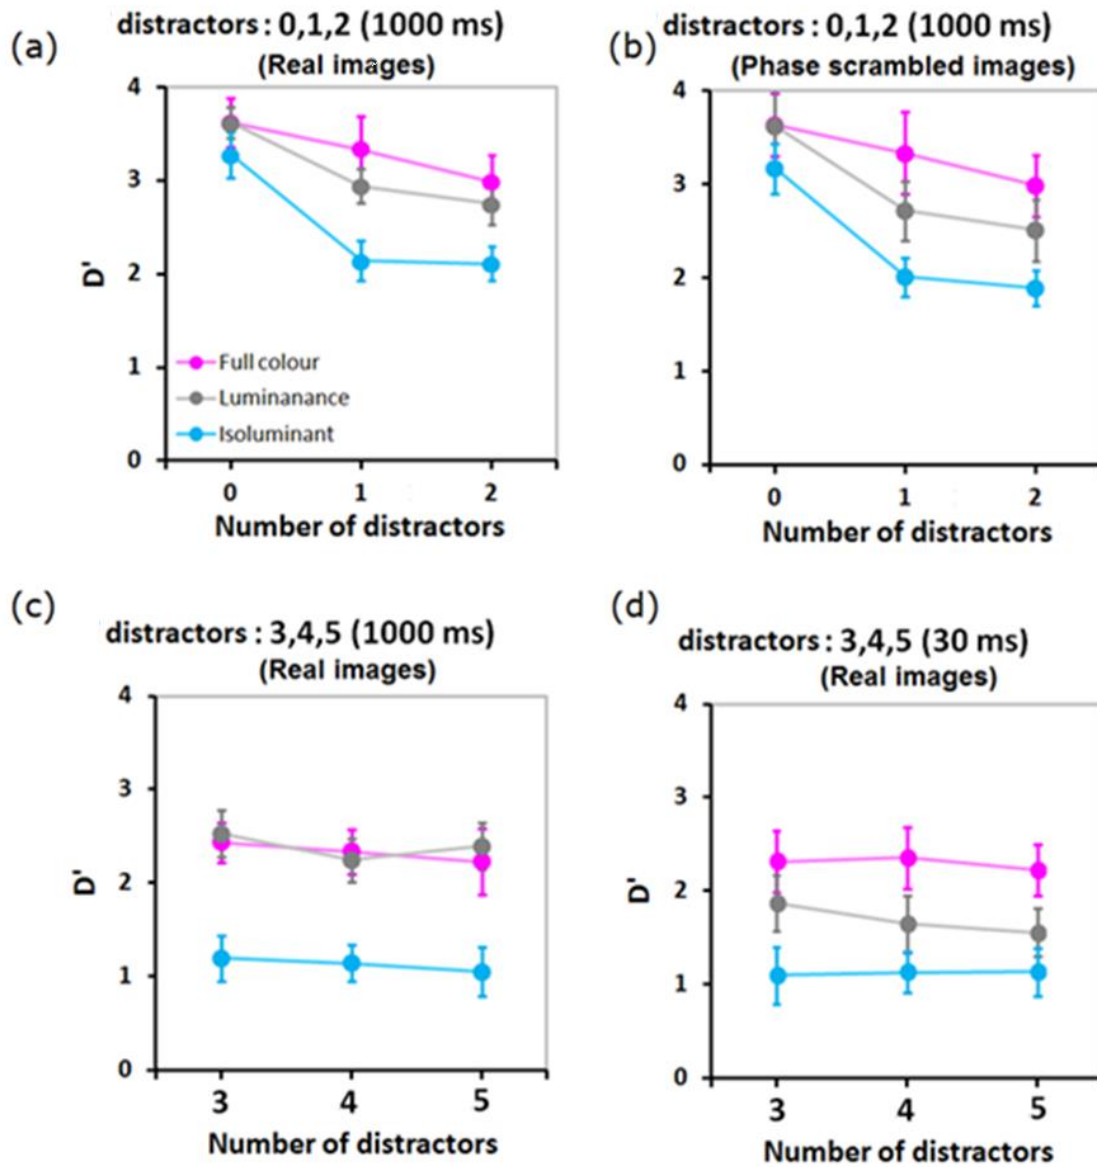 (a)
distractors : 0,1,2 (1000 ms)
(Real images)
4
3
2
1
0
D'
Full colour
Luminanance
Isoluminant
0 1 2
Number of distractors
(b)
distractors : 0,1,2 (1000 ms)
(Phase scrambled images)
4
3
2
1
0
0 1 2
Number of distractors
(c)
distractors : 3,4,5 (1000 ms)
(Real images)
4
3
2
1
0
D'
3 4 5
Number of distractors
(d)
distractors : 3,4,5 (30 ms)
(Real images)
4
3
2
1
0
D'
3 4 5
Number of distractors